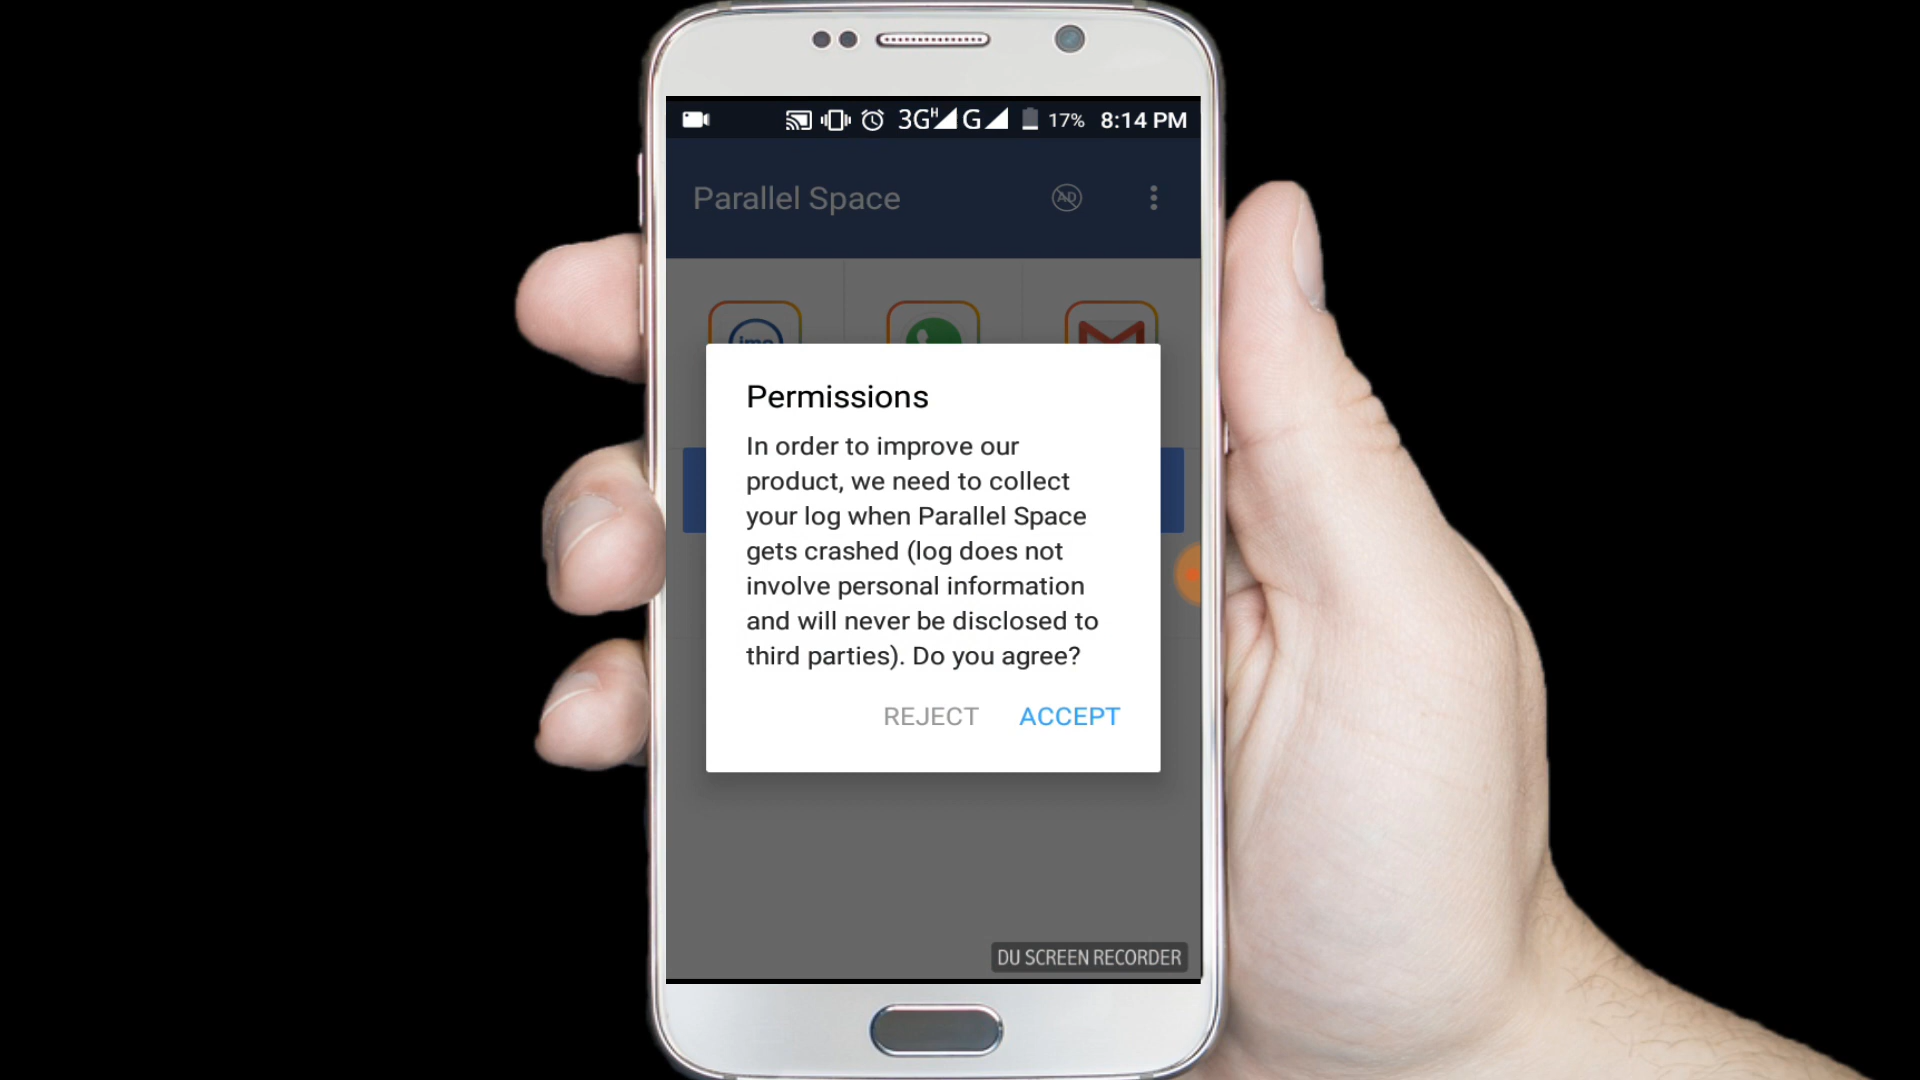 3G H G 17% 8:14 PM
Parallel Space AD
imo
Permissions
In order to improve our
product, we need to collect
your log when Parallel Space
gets crashed (log does not
involve personal information
and will never be disclosed to
third parties). Do you agree?
REJECT ACCEPT
DU SCREEN RECORDER